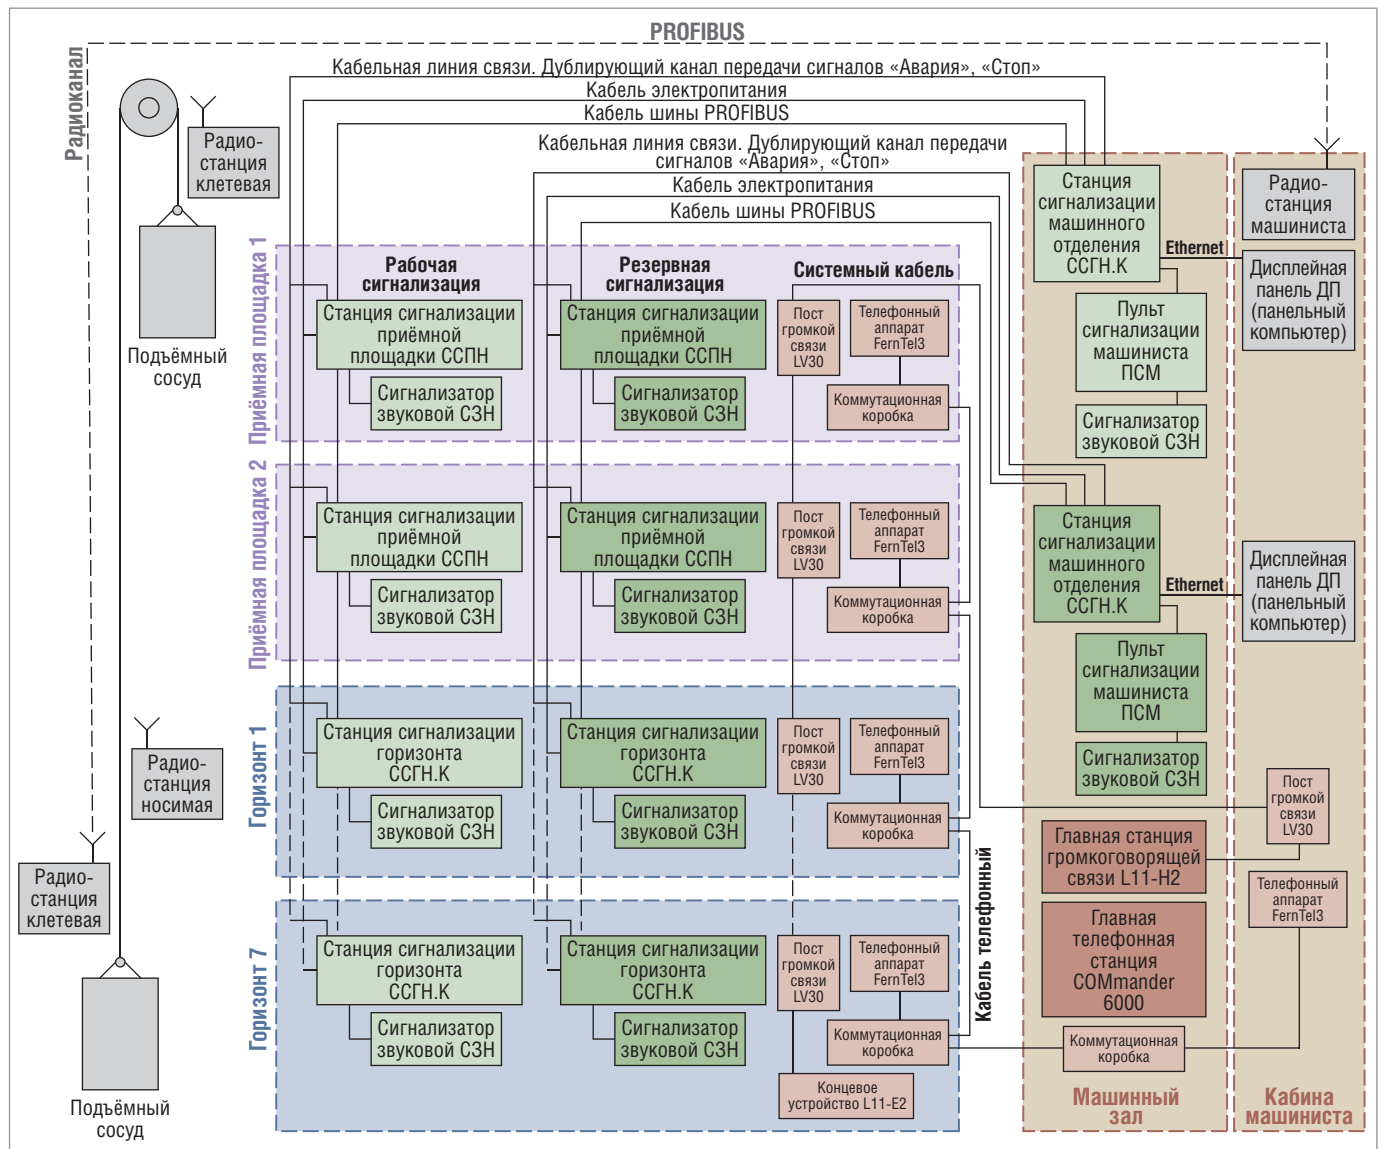 PROFIBUS
Радиоканал
Кабельная линия связи. Дублирующий канал передачи сигналов «Авария», «Стоп»
Кабель электропитания
Кабель шины PROFIBUS
Кабельная линия связи. Дублирующий канал передачи
сигналов «Авария», «Стоп»
Кабель электропитания
Кабель шины PROFIBUS
Радио-
станция
клетевая
Подъёмный
сосуд
Радио-
станция
носимая
Радио-
станция
клетевая
Подъёмный
сосуд
Приёмная площадка 1
Рабочая
сигнализация
Резервная
сигнализация
Системный кабель
Станция сигнализации
приёмной
площадки ССПН
Сигнализатор
звуковой СЗН
Станция сигнализации
приёмной
площадки ССПН
Сигнализатор
звуковой СЗН
Пост
громкой
связи
LV30
Телефонный
аппарат
FernTel3
Коммутационная
коробка
Приёмная площадка 2
Станция сигнализации
приёмной
площадки ССПН
Сигнализатор
звуковой СЗН
Станция сигнализации
приёмной
площадки ССПН
Сигнализатор
звуковой СЗН
Пост
громкой
связи
LV30
Телефонный
аппарат
FernTel3
Коммутационная
коробка
Горизонт 1
Станция сигнализации
горизонта
ССГН.К
Сигнализатор
звуковой СЗН
Станция сигнализации
горизонта
ССГН.К
Сигнализатор
звуковой СЗН
Пост
громкой
связи
LV30
Телефонный
аппарат
FernTel3
Коммутационная
коробка
Кабель телефонный
Горизонт 7
Станция сигнализации
горизонта
ССГН.К
Сигнализатор
звуковой СЗН
Станция сигнализации
горизонта
ССГН.К
Сигнализатор
звуковой СЗН
Пост
громкой
связи
LV30
Телефонный
аппарат
FernTel3
Коммутационная
коробка
Концевое
устройство L11-E2
Станция
сигнализации
машинного
отделения
ССГН.К
Ethernet
Пульт
сигнализации
машиниста
ПСМ
Сигнализатор
звуковой СЗН
Станция
сигнализации
машинного
отделения
ССГН.К
Ethernet
Пульт
сигнализации
машиниста
ПСМ
Сигнализатор
звуковой СЗН
Главная станция
громкоговорящей
связи L11-H2
Главная
телефонная
станция
COMmander
6000
Коммутационная
коробка
Машинный
зал
Радио-
станция
машиниста
Дисплейная
панель ДП
(панельный
компьютер)
Дисплейная
панель ДП
(панельный
компьютер)
Пост
громкой
связи
LV30
Телефонный
аппарат
FernTel3
Кабина
машиниста